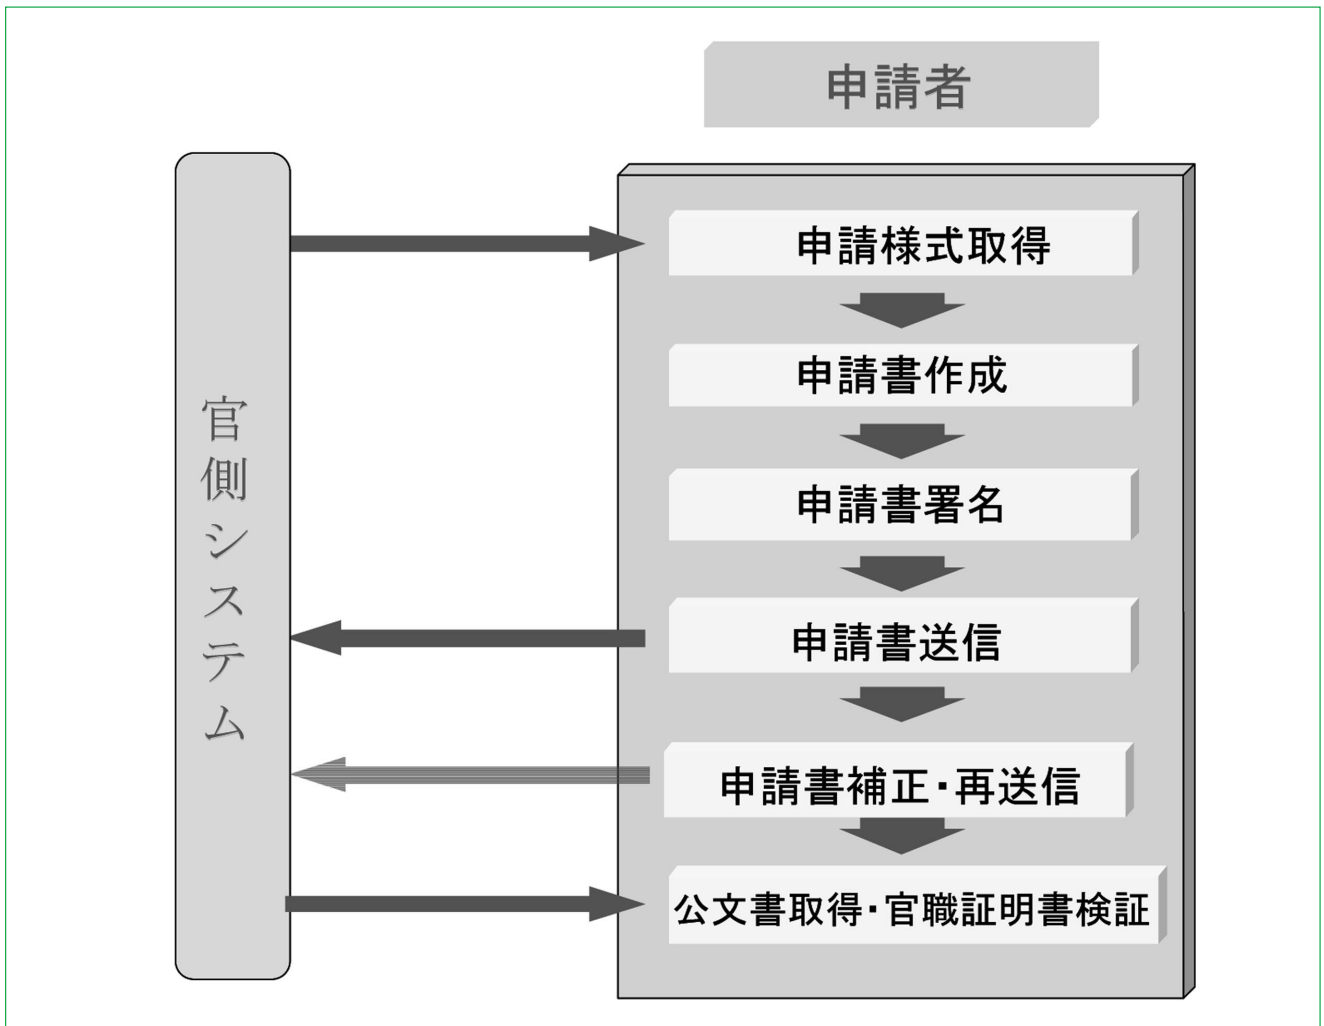 申請者
官側システム
申請様式取得
申請書作成
申請書署名
申請書送信
申請書補正・再送信
公文書取得・官職証明書検証